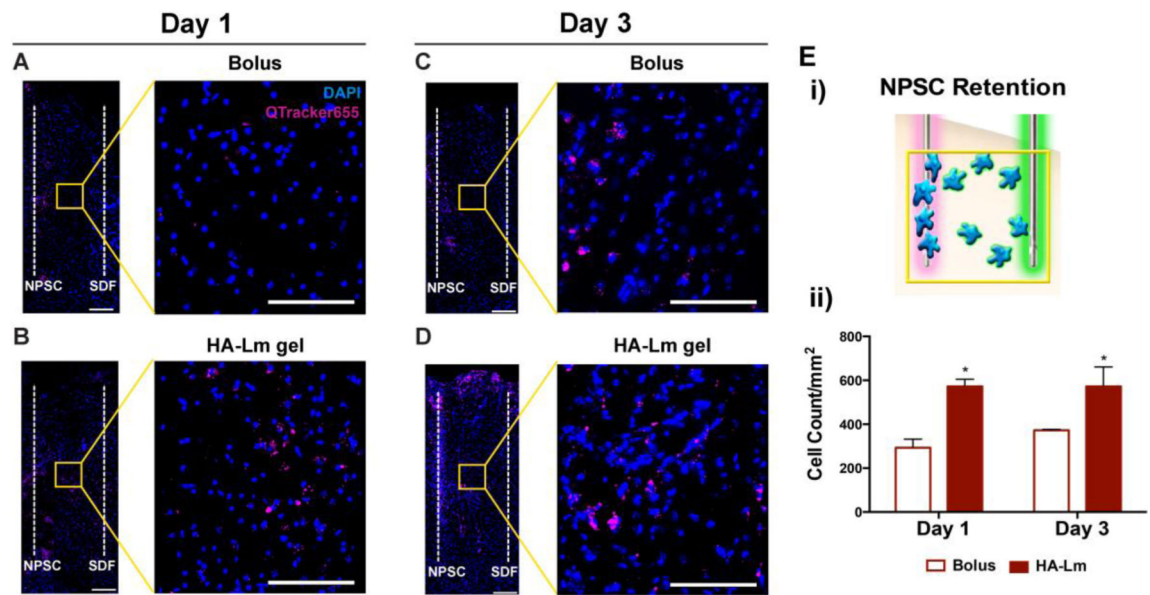 Day 1
Day 3
A
Bolus
DAPI
QTracker655
NPSC
SDF
C
Bolus
NPSC
SDF
B
HA-Lm gel
NPSC
SDF
D
HA-Lm gel
NPSC
SDF
E
i)
NPSC Retention
ii)
Cell Count/mm²
800
600
400
200
0
*
*
Day 1
Day 3
Bolus
HA-Lm